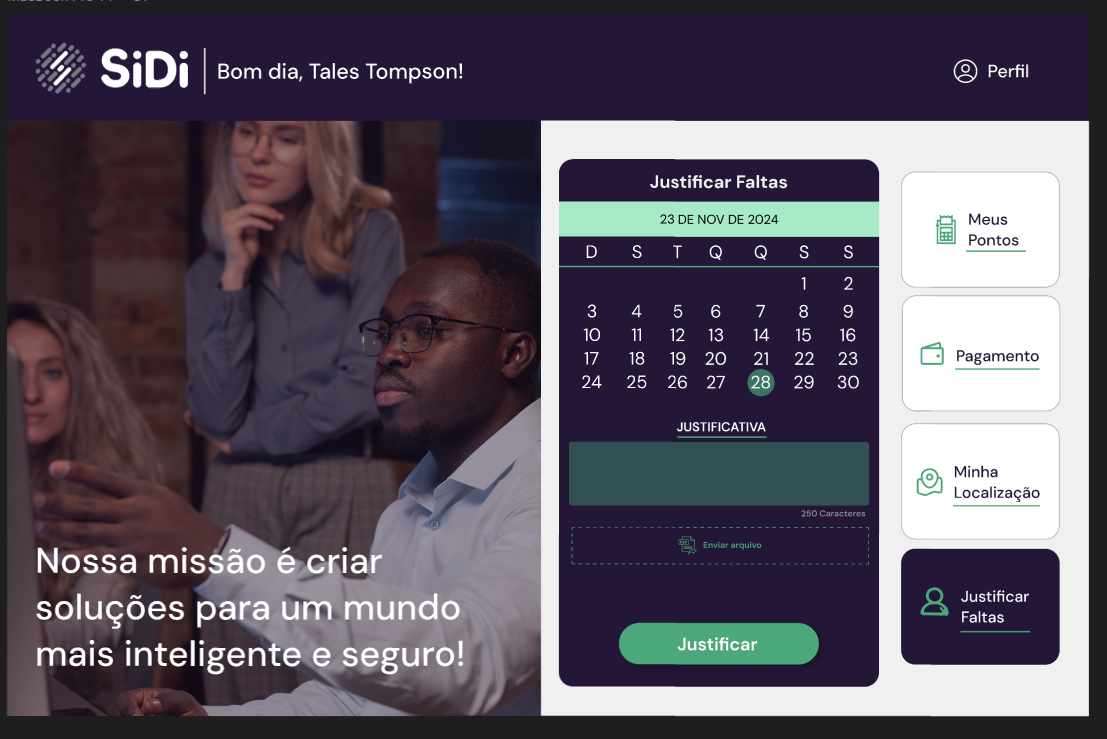 SiDi
Bom dia, Tales Tompson!
Perfil
Nossa missão é criar
soluções para um mundo
mais inteligente e seguro!
Justificar Faltas
23 DE NOV DE 2024
D S T Q Q S S
1 2
3 4 5 6 7 8 9
10 11 12 13 14 15 16
17 18 19 20 21 22 23
24 25 26 27 28 29 30
JUSTIFICATIVA
250 Caracteres
Enviar arquivo
Justificar
Meus
Pontos
Pagamento
Minha
Localização
Justificar
Faltas